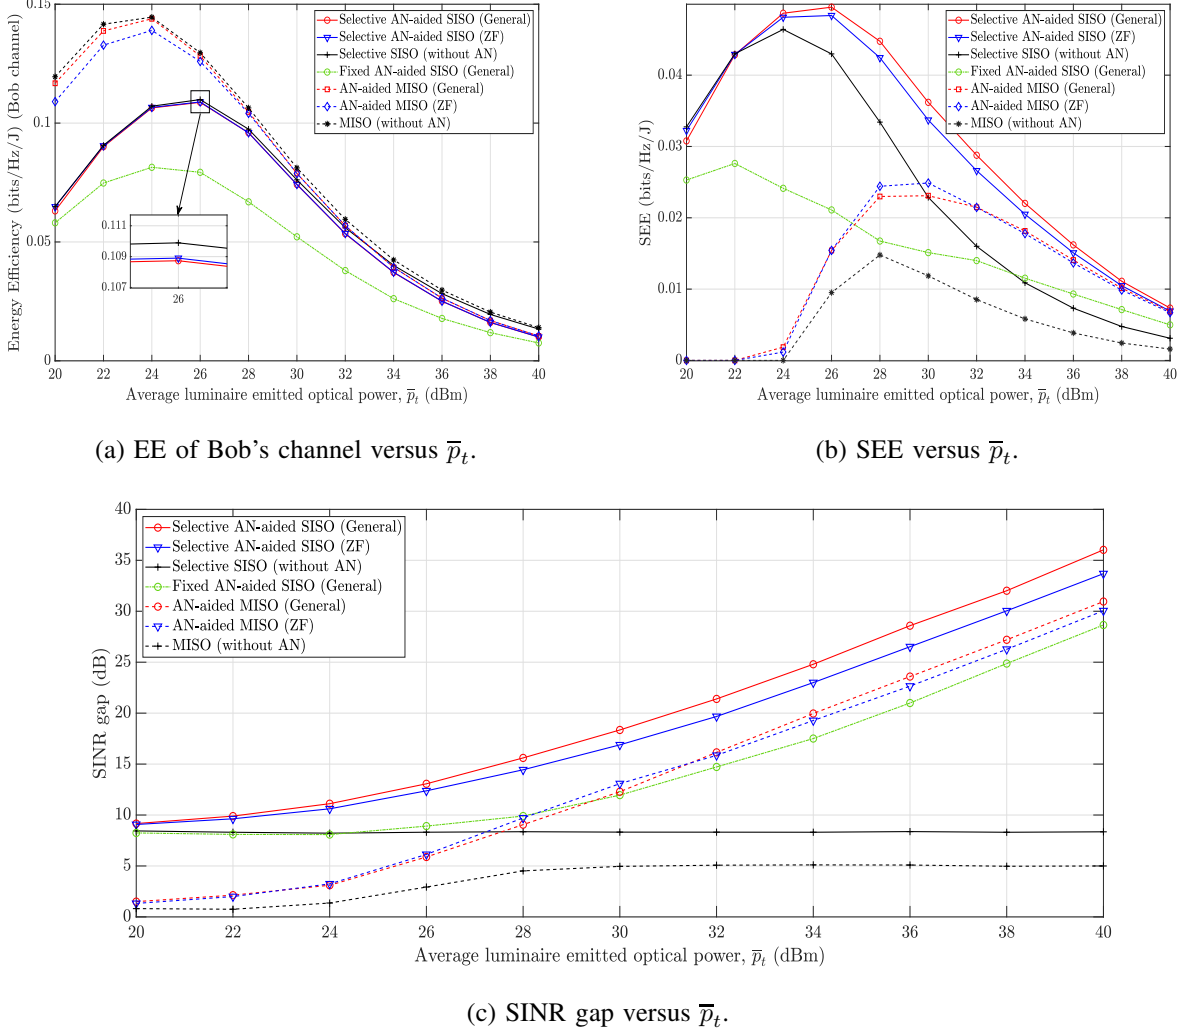 0.15
0.1
0.05
0
Energy Efficiency (bits/Hz/J) (Bob channel)
Selective AN-aided SISO (General)
Selective AN-aided SISO (ZF)
Selective SISO (without AN)
Fixed AN-aided SISO (General)
AN-aided MISO (General)
AN-aided MISO (ZF)
MISO (without AN)
0.111
0.109
0.107
26
20 22 24 26 28 30 32 34 36 38 40
Average luminaire emitted optical power, p̅_t (dBm)
(a) EE of Bob's channel versus p̅_t.
0.04
0.03
0.02
0.01
0
SEE (bits/Hz/J)
Selective AN-aided SISO (General)
Selective AN-aided SISO (ZF)
Selective SISO (without AN)
Fixed AN-aided SISO (General)
AN-aided MISO (General)
AN-aided MISO (ZF)
MISO (without AN)
20 22 24 26 28 30 32 34 36 38 40
Average luminaire emitted optical power, p̅_t (dBm)
(b) SEE versus p̅_t.
40
35
30
25
20
15
10
5
0
SINR gap (dB)
Selective AN-aided SISO (General)
Selective AN-aided SISO (ZF)
Selective SISO (without AN)
Fixed AN-aided SISO (General)
AN-aided MISO (General)
AN-aided MISO (ZF)
MISO (without AN)
20 22 24 26 28 30 32 34 36 38 40
Average luminaire emitted optical power, p̅_t (dBm)
(c) SINR gap versus p̅_t.